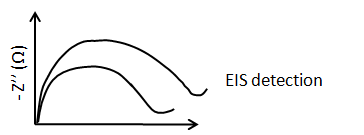 - Z’’ (Ω)
EIS detection